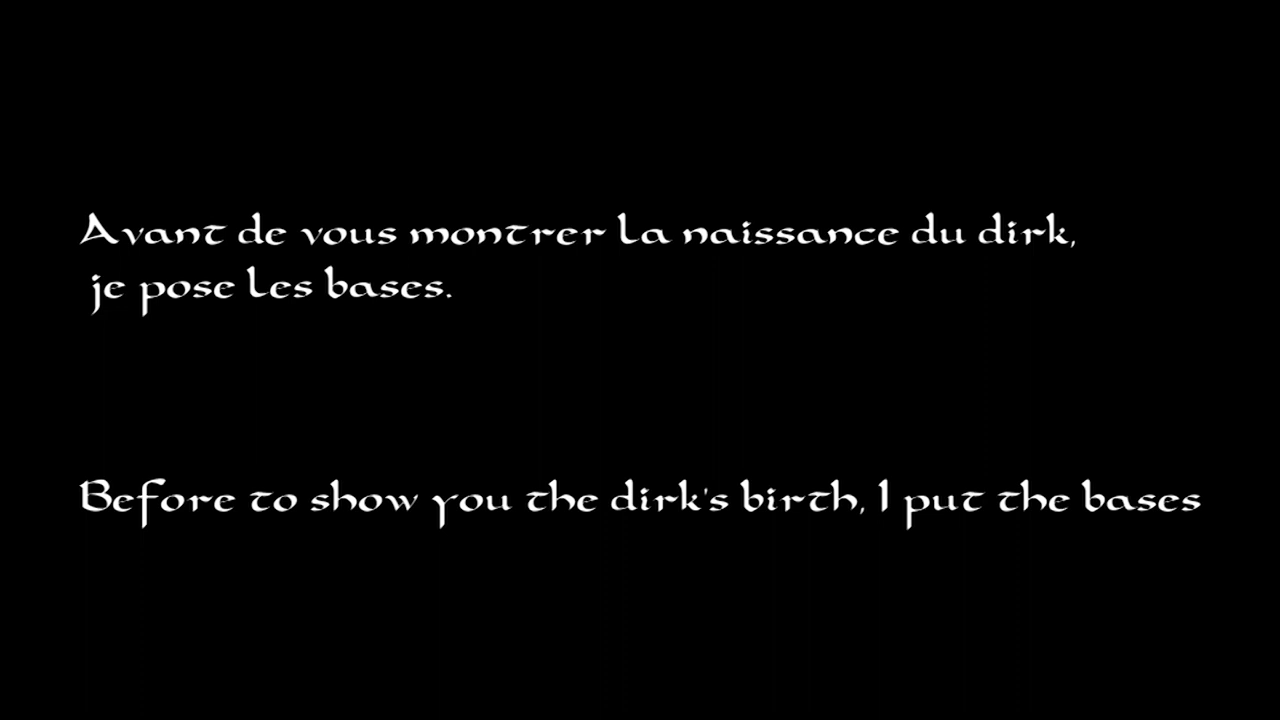 Avant de vous montrer la naissance du dirk,
je pose les bases.
Before to show you the dirk's birth, I put the bases